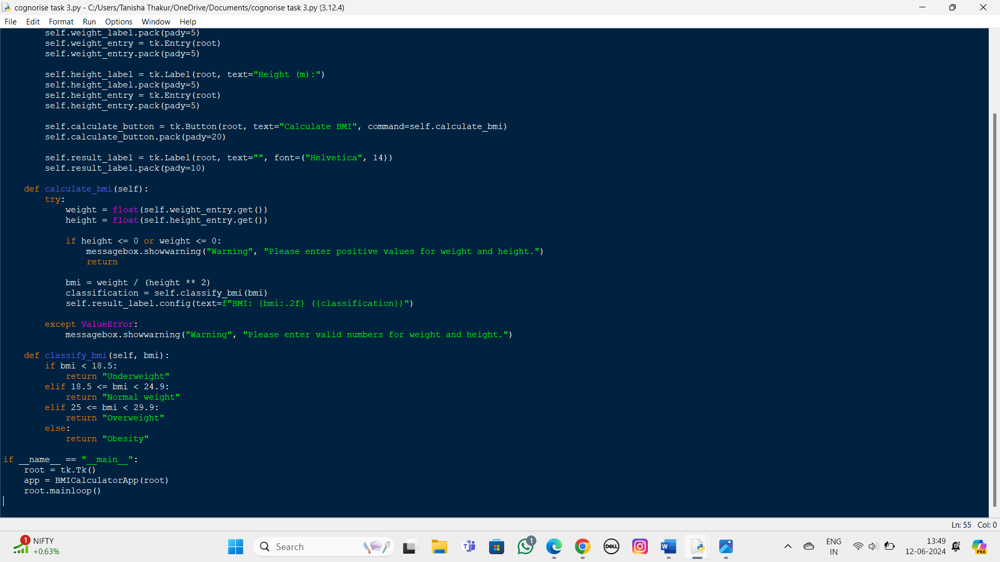 cognorise task 3.py - C:/Users/Tanisha Thakur/OneDrive/Documents/cognorise task 3.py (3.12.4)
File Edit Format Run Options Window Help
        self.weight_label.pack(pady=5)
        self.weight_entry = tk.Entry(root)
        self.weight_entry.pack(pady=5)

        self.height_label = tk.Label(root, text="Height (m):")
        self.height_label.pack(pady=5)
        self.height_entry = tk.Entry(root)
        self.height_entry.pack(pady=5)

        self.calculate_button = tk.Button(root, text="Calculate BMI", command=self.calculate_bmi)
        self.calculate_button.pack(pady=20)

        self.result_label = tk.Label(root, text="", font=("Helvetica", 14))
        self.result_label.pack(pady=10)

    def calculate_bmi(self):
        try:
            weight = float(self.weight_entry.get())
            height = float(self.height_entry.get())

            if height <= 0 or weight <= 0:
                messagebox.showwarning("Warning", "Please enter positive values for weight and height.")
                return

            bmi = weight / (height ** 2)
            classification = self.classify_bmi(bmi)
            self.result_label.config(text=f"BMI: {bmi:.2f} ({classification})")

        except ValueError:
            messagebox.showwarning("Warning", "Please enter valid numbers for weight and height.")

    def classify_bmi(self, bmi):
        if bmi < 18.5:
            return "Underweight"
        elif 18.5 <= bmi < 24.9:
            return "Normal weight"
        elif 25 <= bmi < 29.9:
            return "Overweight"
        else:
            return "Obesity"

if __name__ == "__main__":
    root = tk.Tk()
    app = BMICalculatorApp(root)
    root.mainloop()
Ln: 55 Col: 0
1 NIFTY
+0.63%
Search
1
DELL
ENG
IN
13:49
12-06-2024
PRE